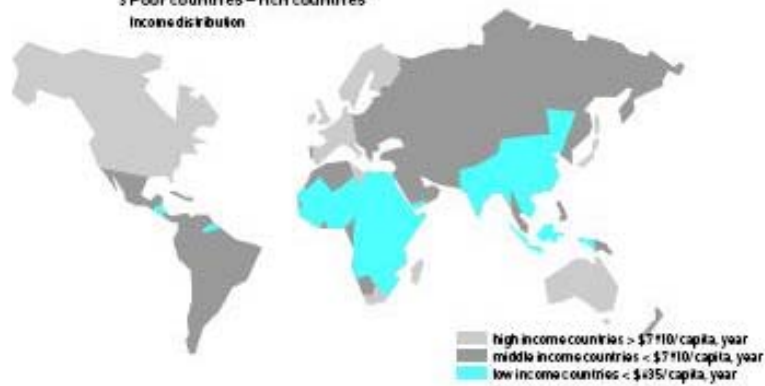 Poor countries – rich countries
Income distribution
high income countries > /capita, year
middle income countries < /capita, year
low income countries < /capita, year